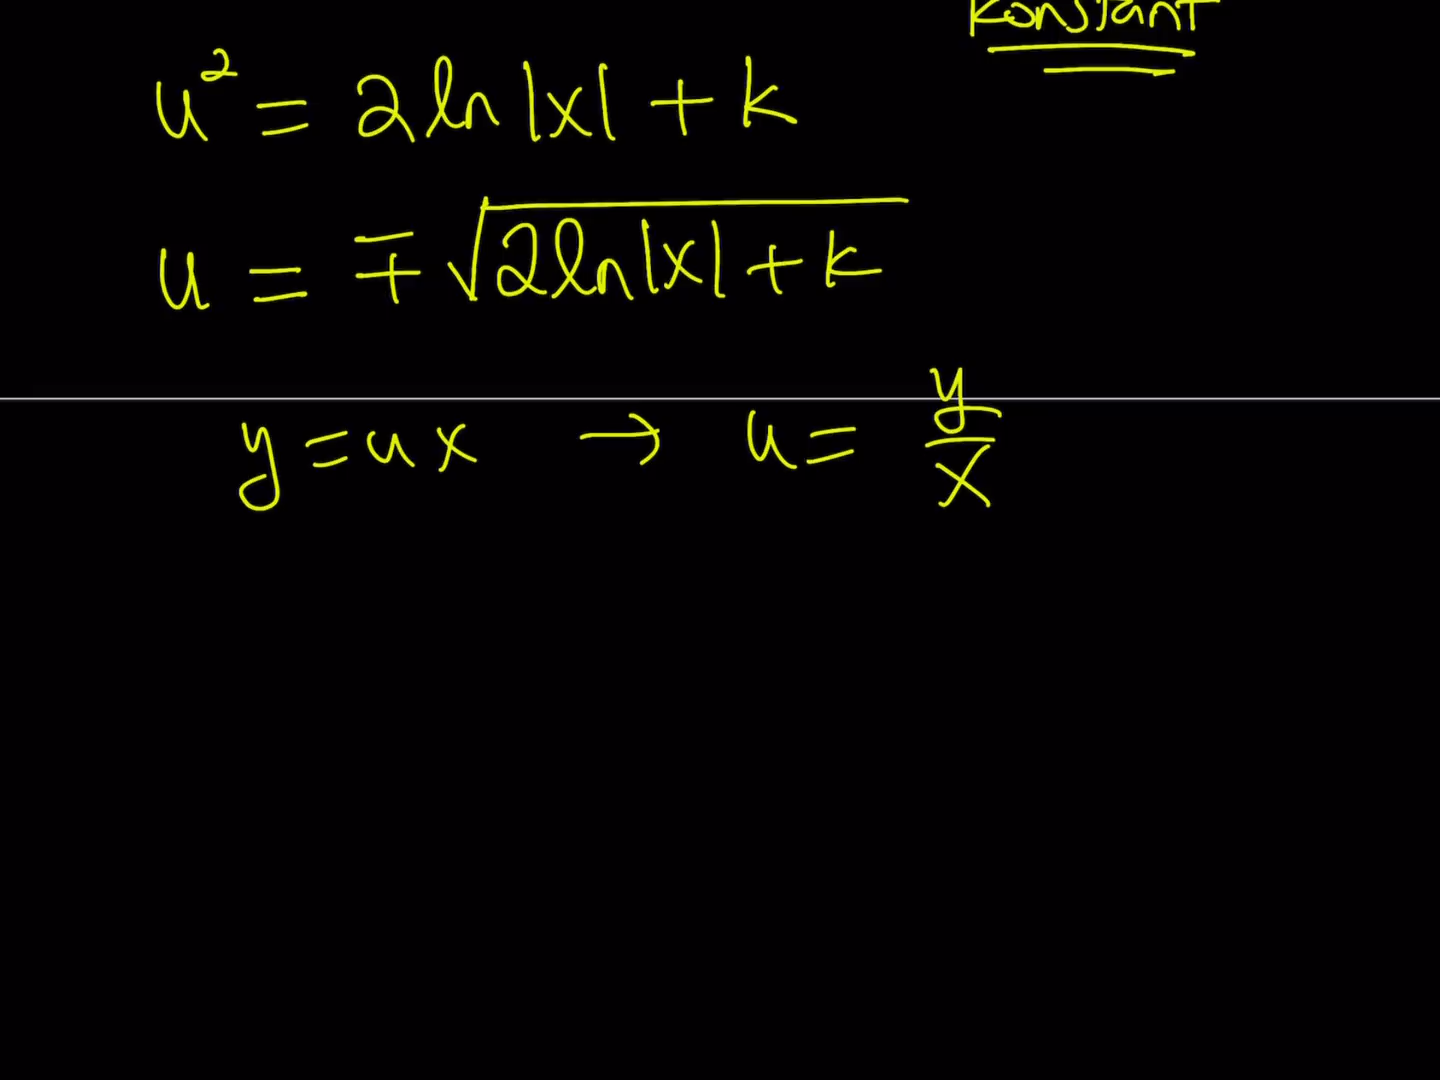 Konstant
u² = 2ln|x| + k
u = ∓√(2ln|x| + k)
y = ux → u = y/x